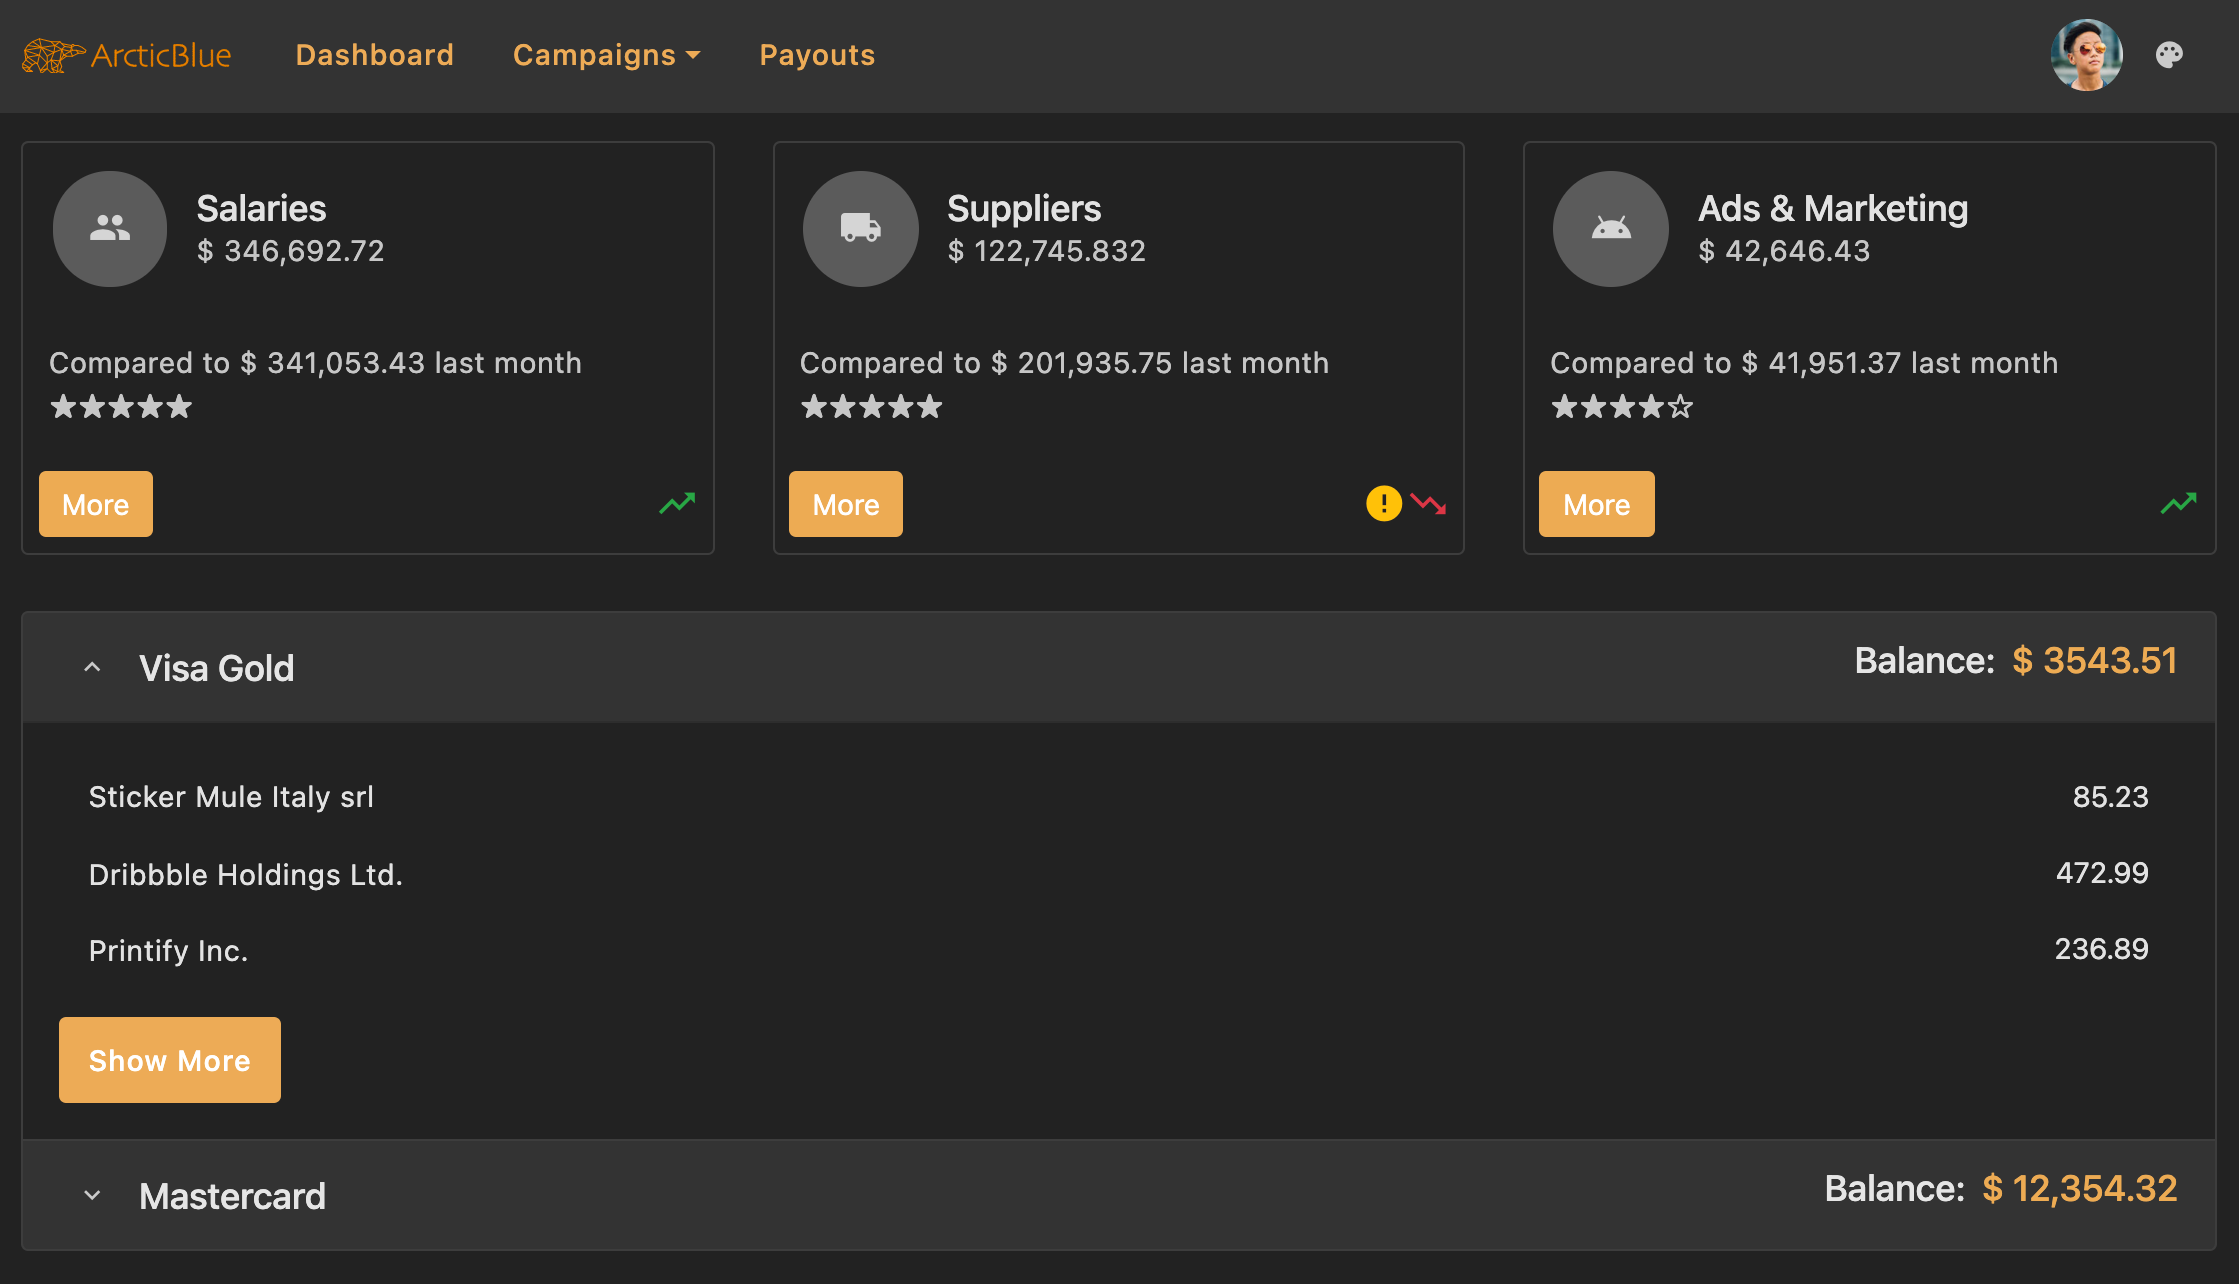 ArcticBlue Dashboard Campaigns Payouts
Salaries
$ 346,692.72
Compared to $ 341,053.43 last month
More
Suppliers
$ 122,745.832
Compared to $ 201,935.75 last month
More
Ads & Marketing
$ 42,646.43
Compared to $ 41,951.37 last month
More
Visa Gold Balance: $ 3543.51
Sticker Mule Italy srl 85.23
Dribbble Holdings Ltd. 472.99
Printify Inc. 236.89
Show More
Mastercard Balance: $ 12,354.32